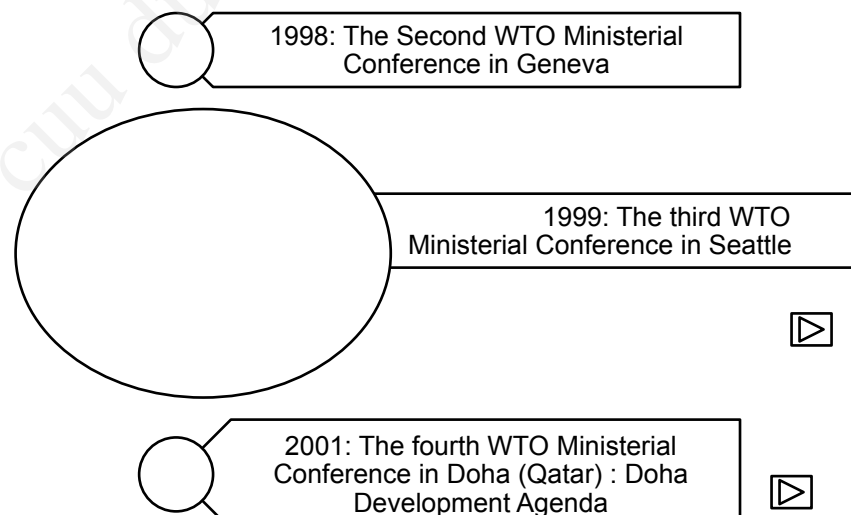 1998: The Second WTO Ministerial
Conference in Geneva
1999: The third WTO
Ministerial Conference in Seattle
2001: The fourth WTO Ministerial
Conference in Doha (Qatar) : Doha
Development Agenda